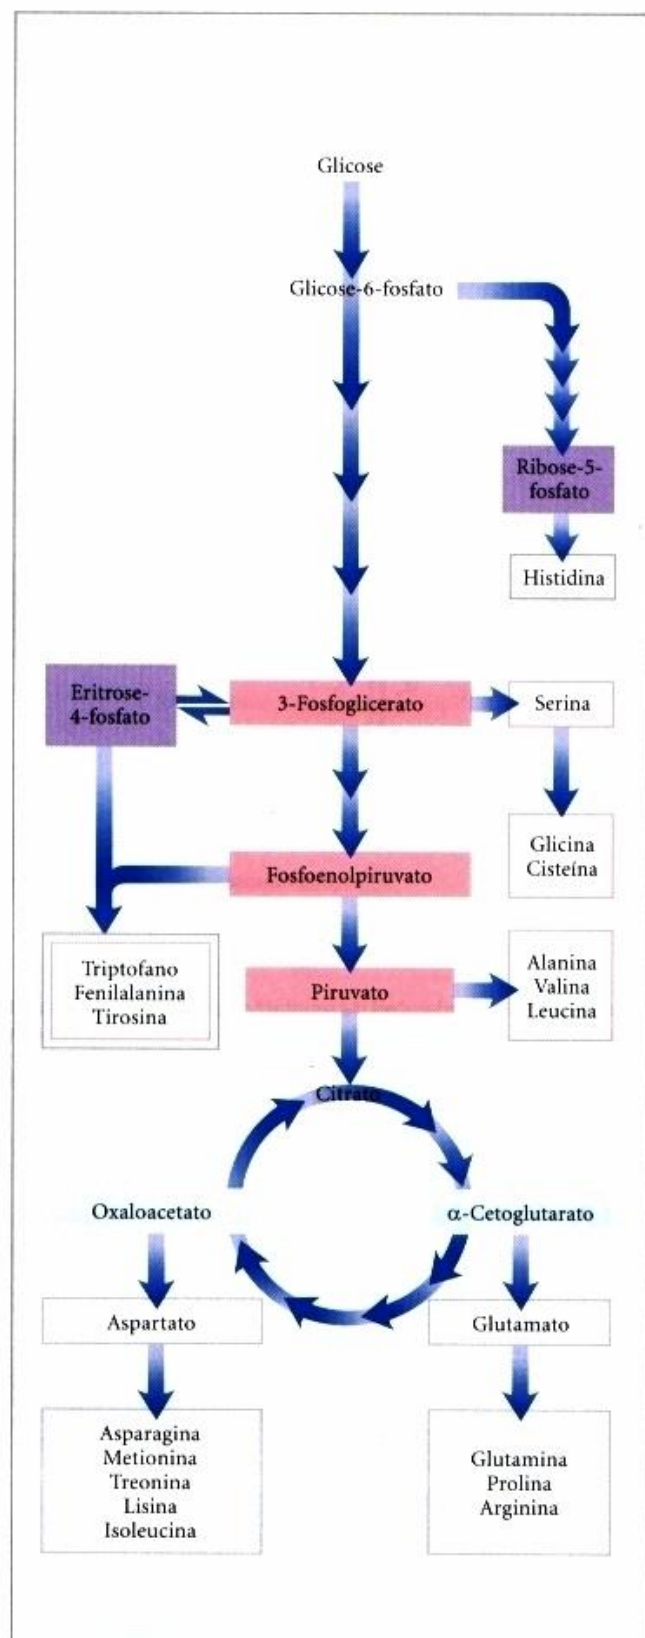 Glicose
Glicose-6-fosfato
Ribose-5-
fosfato
Histidina
Eritrose-
4-fosfato
3-Fosfoglicerato
Serina
Glicina
Cisteína
Fosfoenolpiruvato
Triptofano
Fenilalanina
Tirosina
Piruvato
Alanina
Valina
Leucina
Citrato
Oxaloacetato
α-Cetoglutarato
Aspartato
Glutamato
Asparagina
Metionina
Treonina
Lisina
Isoleucina
Glutamina
Prolina
Arginina